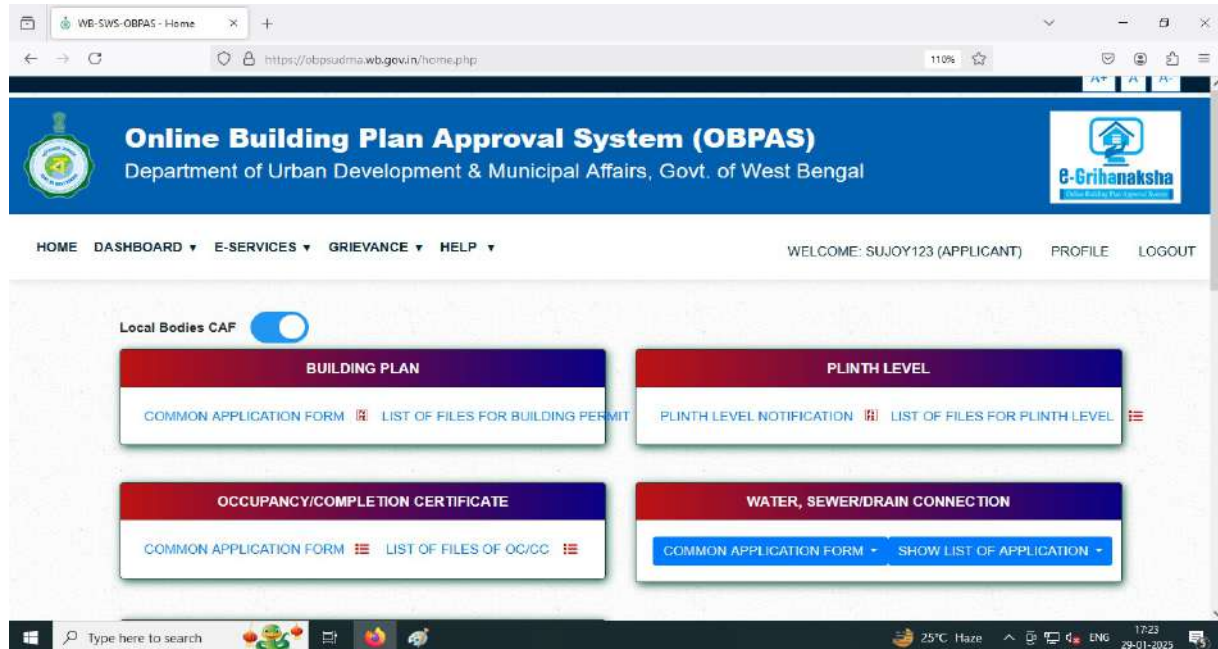 WB-SWS-OBPAS - Home
https://obpsudma.wb.gov.in/home.php 110%
A+ A A-
Online Building Plan Approval System (OBPAS)
Department of Urban Development & Municipal Affairs, Govt. of West Bengal
e-Grihanaksha
Online Building Plan Approval System
HOME DASHBOARD ▾ E-SERVICES ▾ GRIEVANCE ▾ HELP ▾ WELCOME: SUJOY123 (APPLICANT) PROFILE LOGOUT
Local Bodies CAF
BUILDING PLAN
COMMON APPLICATION FORM LIST OF FILES FOR BUILDING PERMIT
PLINTH LEVEL
PLINTH LEVEL NOTIFICATION LIST OF FILES FOR PLINTH LEVEL
OCCUPANCY/COMPLETION CERTIFICATE
COMMON APPLICATION FORM LIST OF FILES OF OC/CC
WATER, SEWER/DRAIN CONNECTION
COMMON APPLICATION FORM SHOW LIST OF APPLICATION
Type here to search 25°C Haze ENG 17:23
29-01-2025